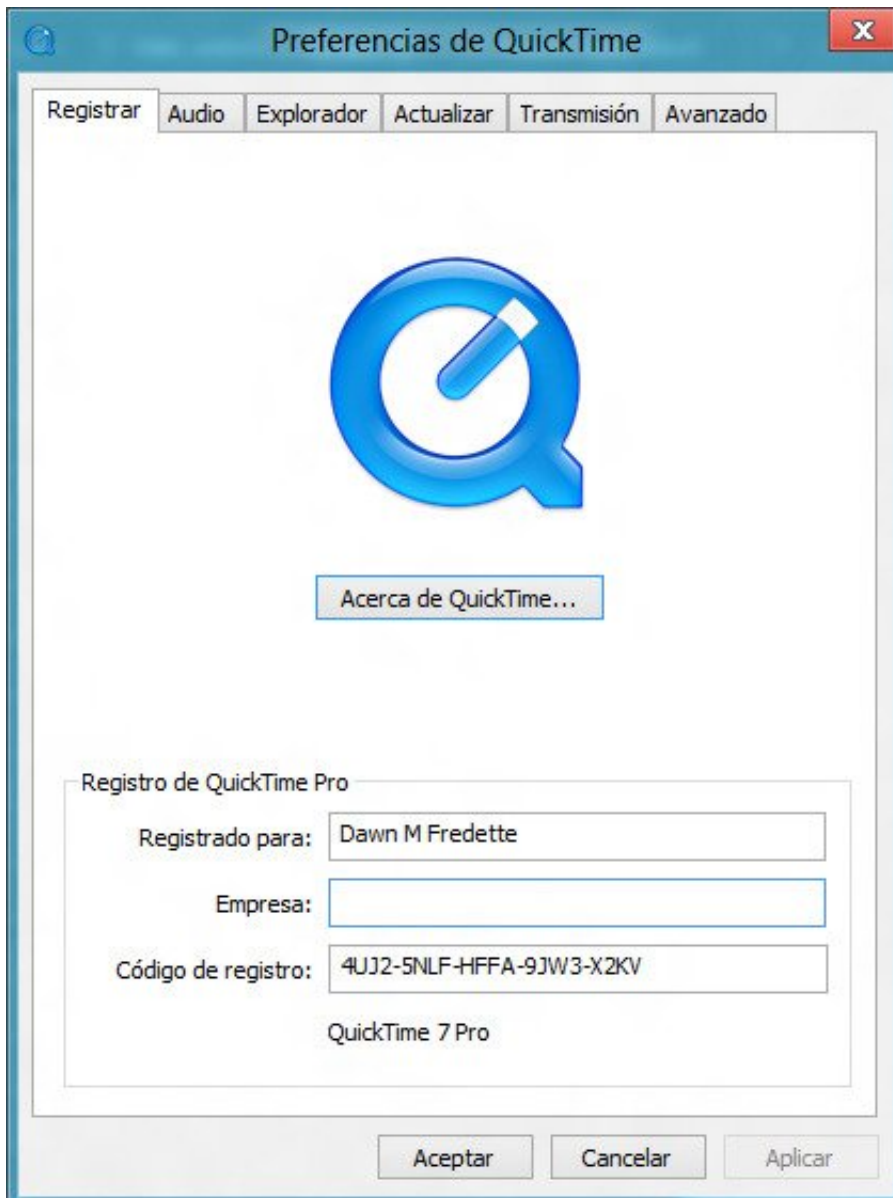 Preferencias de QuickTime
Registrar Audio Explorador Actualizar Transmisión Avanzado
Acerca de QuickTime...
Registro de QuickTime Pro
Registrado para: Dawn M Fredette
Empresa:
Código de registro: 4UJ2-5NLF-HFFA-9JW3-X2KV
QuickTime 7 Pro
Aceptar Cancelar Aplicar